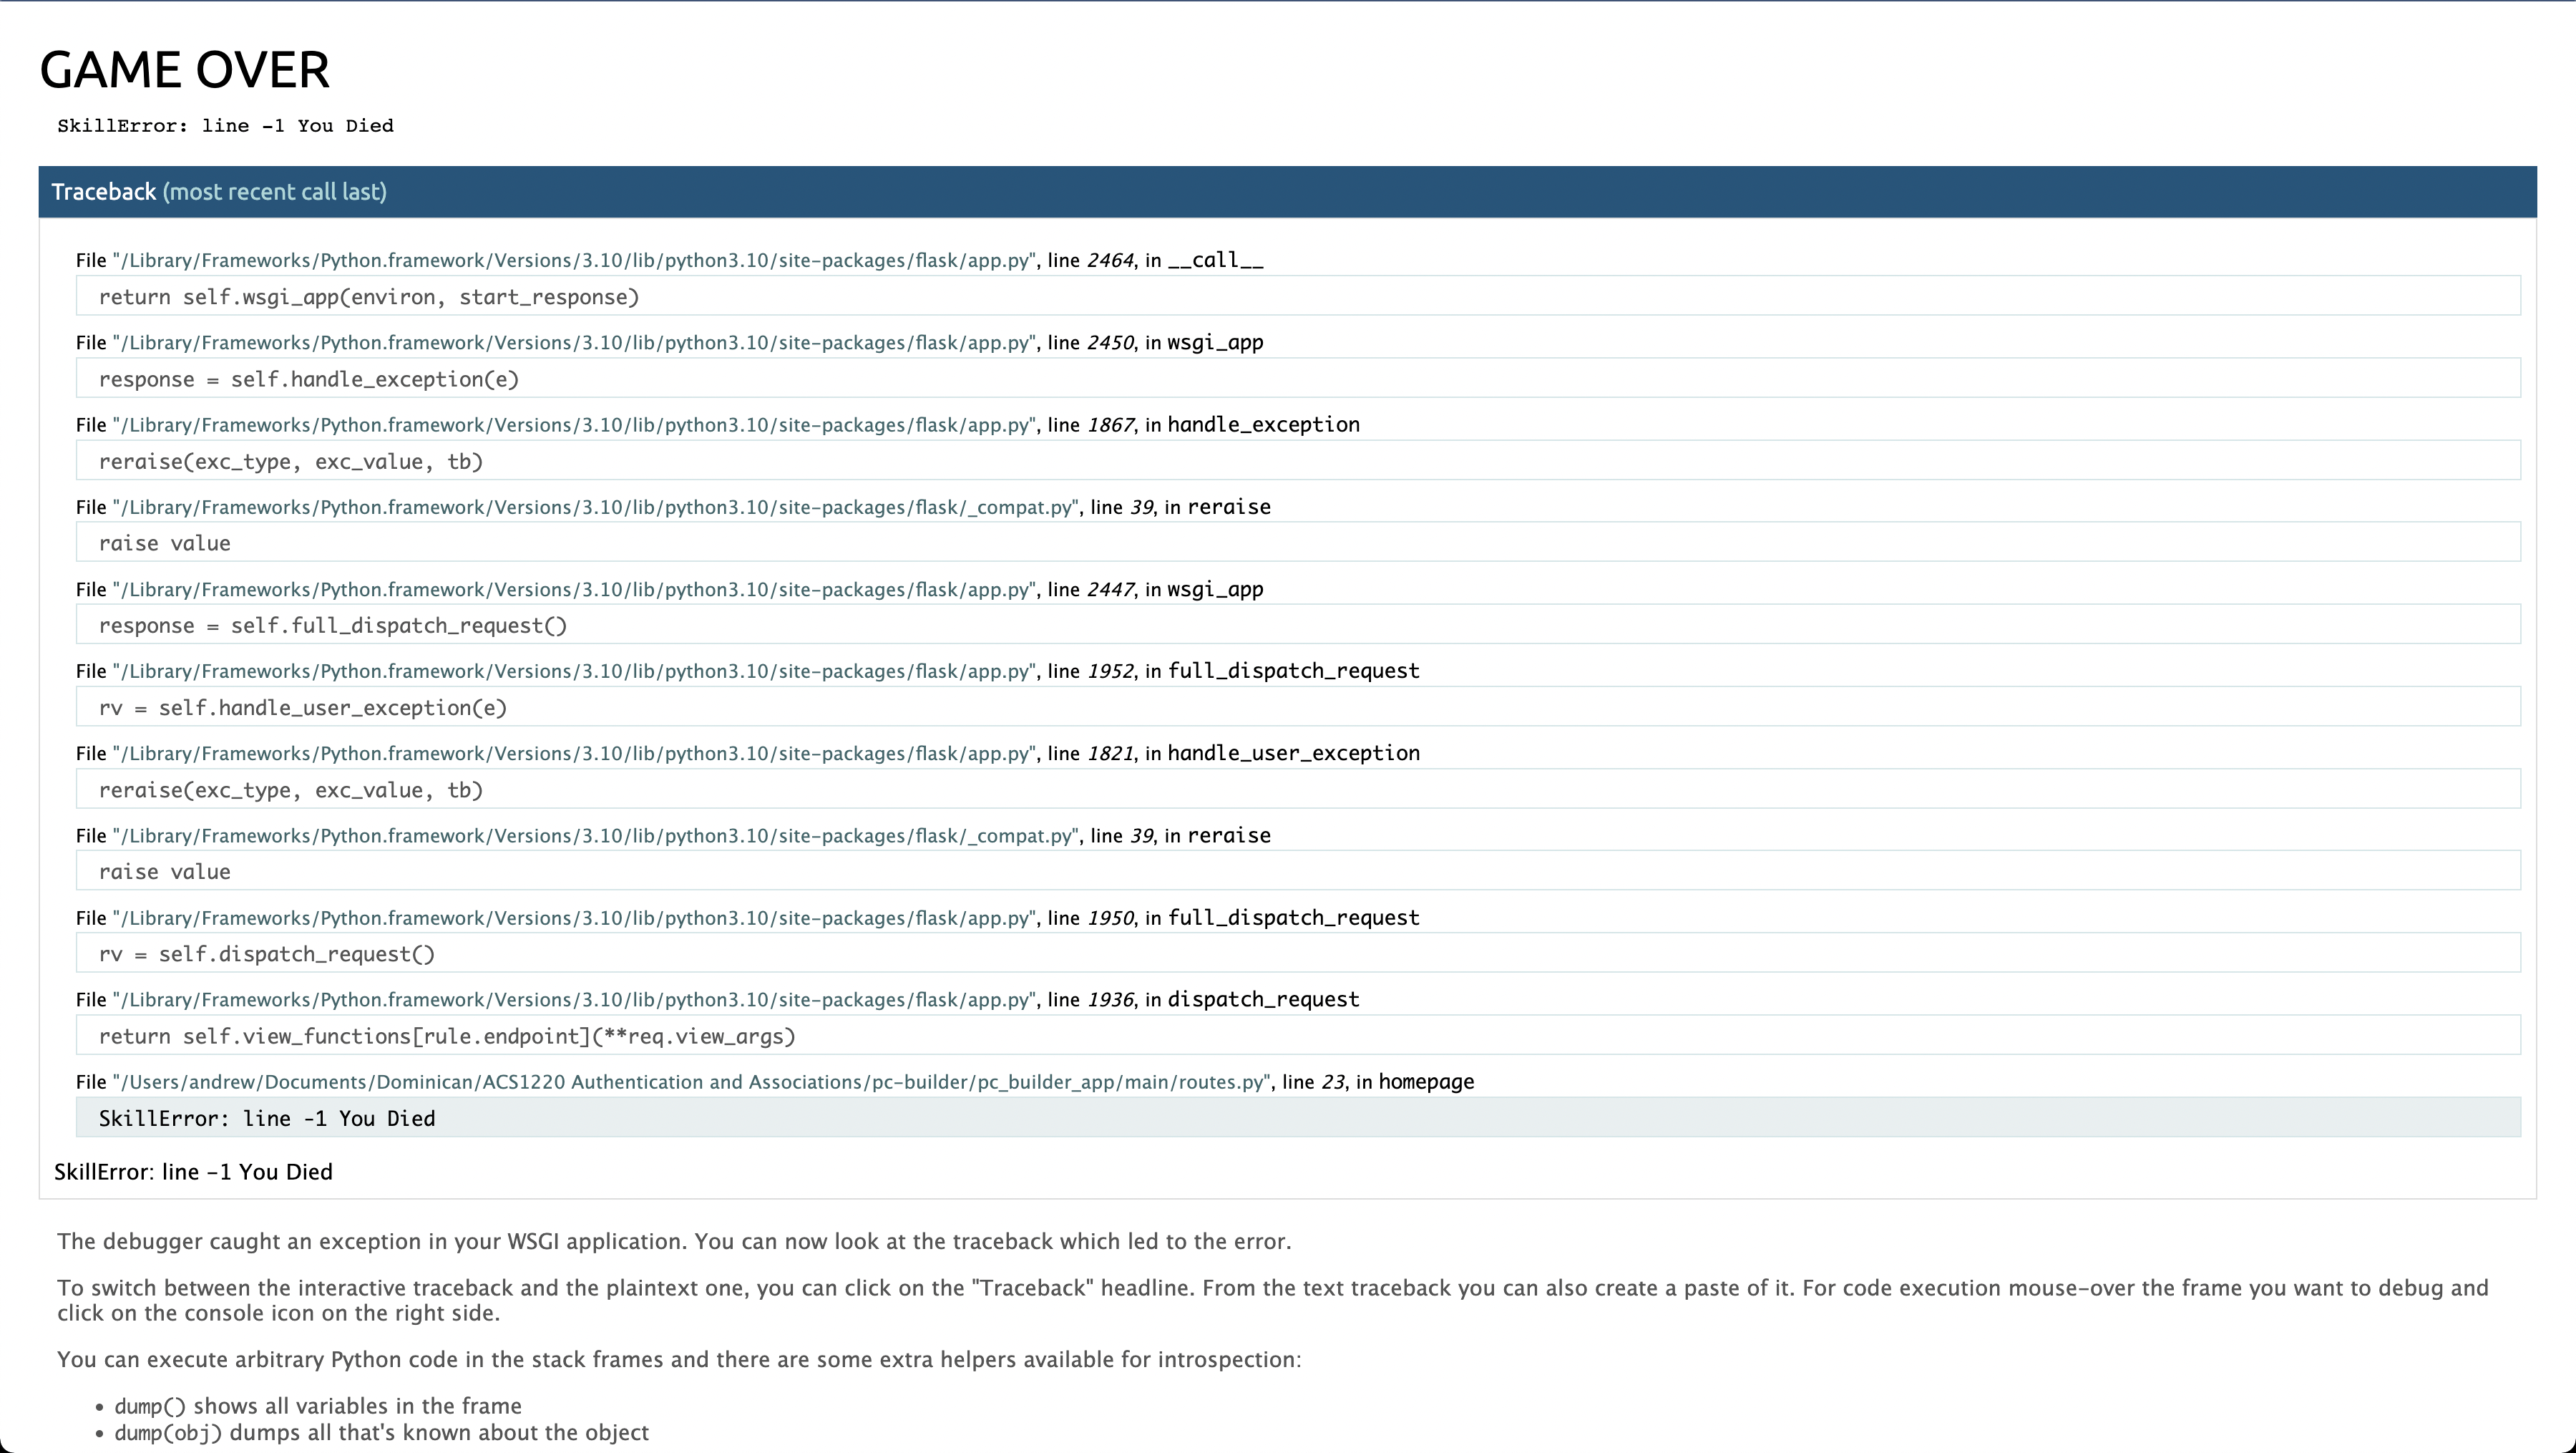 GAME OVER
SkillError: line -1 You Died
Traceback (most recent call last)
File "/Library/Frameworks/Python.framework/Versions/3.10/lib/python3.10/site-packages/flask/app.py", line 2464, in __call__
return self.wsgi_app(environ, start_response)
File "/Library/Frameworks/Python.framework/Versions/3.10/lib/python3.10/site-packages/flask/app.py", line 2450, in wsgi_app
response = self.handle_exception(e)
File "/Library/Frameworks/Python.framework/Versions/3.10/lib/python3.10/site-packages/flask/app.py", line 1867, in handle_exception
reraise(exc_type, exc_value, tb)
File "/Library/Frameworks/Python.framework/Versions/3.10/lib/python3.10/site-packages/flask/_compat.py", line 39, in reraise
raise value
File "/Library/Frameworks/Python.framework/Versions/3.10/lib/python3.10/site-packages/flask/app.py", line 2447, in wsgi_app
response = self.full_dispatch_request()
File "/Library/Frameworks/Python.framework/Versions/3.10/lib/python3.10/site-packages/flask/app.py", line 1952, in full_dispatch_request
rv = self.handle_user_exception(e)
File "/Library/Frameworks/Python.framework/Versions/3.10/lib/python3.10/site-packages/flask/app.py", line 1821, in handle_user_exception
reraise(exc_type, exc_value, tb)
File "/Library/Frameworks/Python.framework/Versions/3.10/lib/python3.10/site-packages/flask/_compat.py", line 39, in reraise
raise value
File "/Library/Frameworks/Python.framework/Versions/3.10/lib/python3.10/site-packages/flask/app.py", line 1950, in full_dispatch_request
rv = self.dispatch_request()
File "/Library/Frameworks/Python.framework/Versions/3.10/lib/python3.10/site-packages/flask/app.py", line 1936, in dispatch_request
return self.view_functions[rule.endpoint](**req.view_args)
File "/Users/andrew/Documents/Dominican/ACS1220 Authentication and Associations/pc-builder/pc_builder_app/main/routes.py", line 23, in homepage
SkillError: line -1 You Died
SkillError: line -1 You Died
The debugger caught an exception in your WSGI application. You can now look at the traceback which led to the error.
To switch between the interactive traceback and the plaintext one, you can click on the "Traceback" headline. From the text traceback you can also create a paste of it. For code execution mouse-over the frame you want to debug and
click on the console icon on the right side.
You can execute arbitrary Python code in the stack frames and there are some extra helpers available for introspection:
• dump() shows all variables in the frame
• dump(obj) dumps all that's known about the object